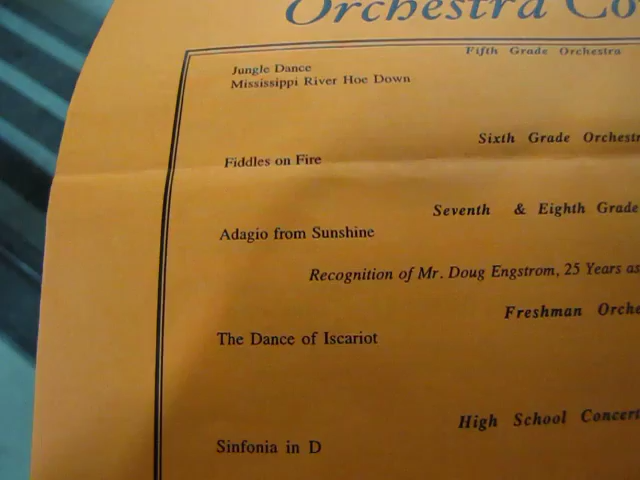 Orchestra Co
Fifth Grade Orchestra
Jungle Dance
Mississippi River Hoe Down
Sixth Grade Orchestr
Fiddles on Fire
Seventh & Eighth Grade
Adagio from Sunshine
Recognition of Mr. Doug Engstrom, 25 Years as
Freshman Orche
The Dance of Iscariot
High School Concert
Sinfonia in D